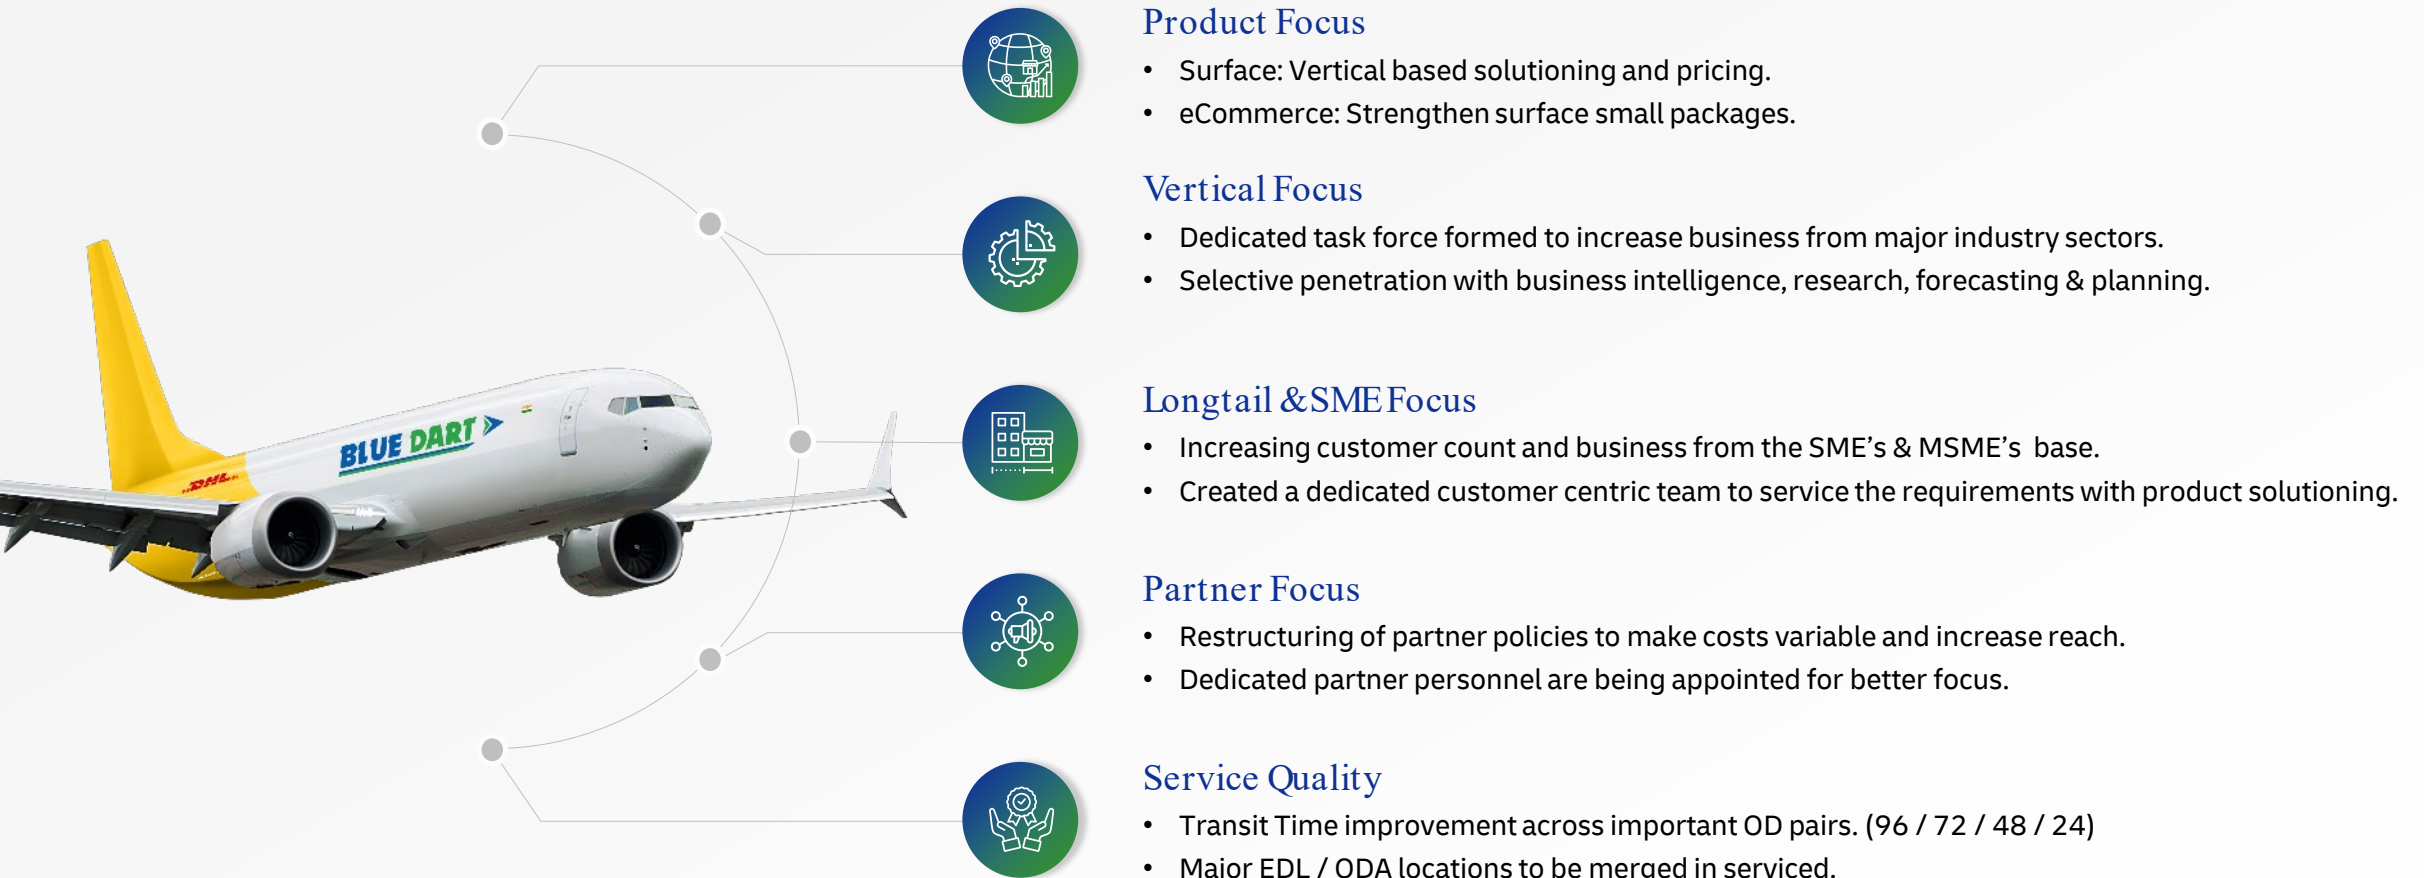 Product Focus
• Surface: Vertical based solutioning and pricing.
• eCommerce: Strengthen surface small packages.
Vertical Focus
• Dedicated task force formed to increase business from major industry sectors.
• Selective penetration with business intelligence, research, forecasting & planning.
BLUE DART
DHL
Longtail & SME Focus
• Increasing customer count and business from the SME’s & MSME’s base.
• Created a dedicated customer centric team to service the requirements with product solutioning.
Partner Focus
• Restructuring of partner policies to make costs variable and increase reach.
• Dedicated partner personnel are being appointed for better focus.
Service Quality
• Transit Time improvement across important OD pairs. (96 / 72 / 48 / 24)
• Major EDL / ODA locations to be merged in serviced.